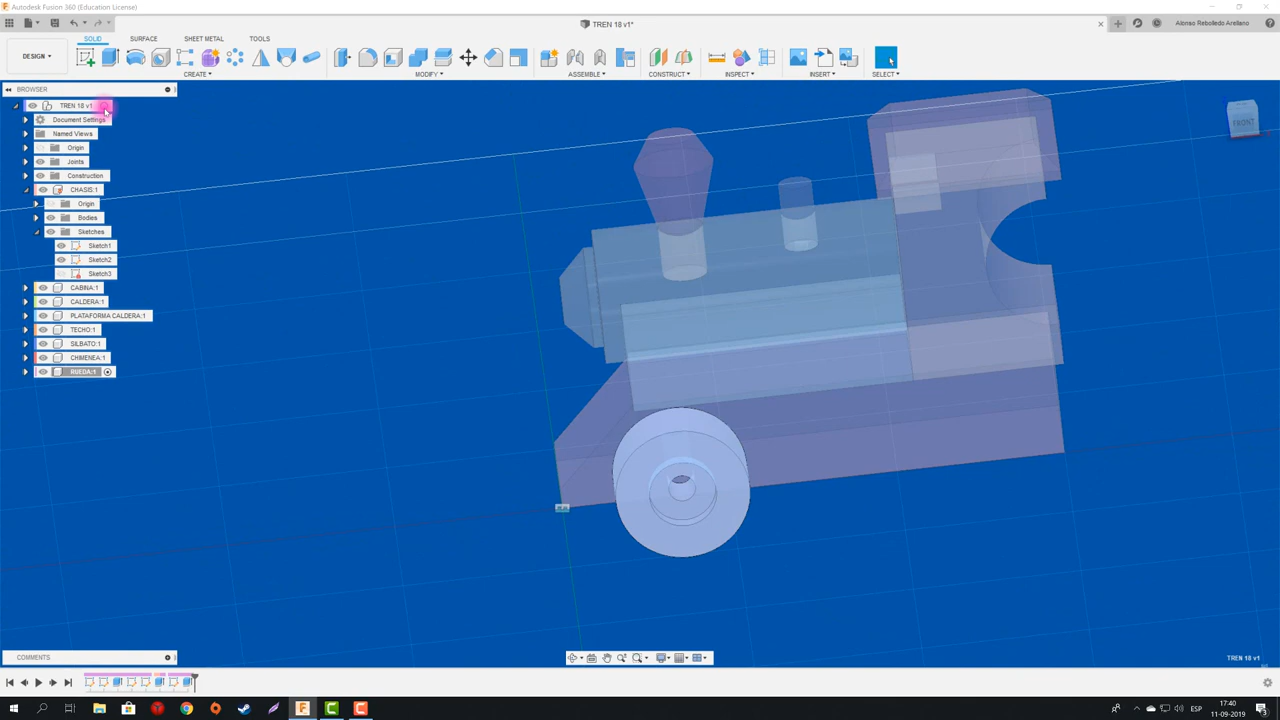 Autodesk Fusion 360 (Education License)
TREN 18 v1*
Alonso Rebolledo Arellano
SOLID SURFACE SHEET METAL TOOLS
DESIGN
CREATE
MODIFY
ASSEMBLE
CONSTRUCT
INSPECT
INSERT
SELECT
BROWSER
TREN 18 v1
Document Settings
Named Views
Origin
Joints
Construction
CHASIS:1
Origin
Bodies
Sketches
Sketch1
Sketch2
Sketch3
CABINA:1
CALDERA:1
PLATAFORMA CALDERA:1
TECHO:1
SILBATO:1
CHIMENEA:1
RUEDA:1
FRONT
COMMENTS
TREN 18 v1
ESP
17:40
11-09-2019
3